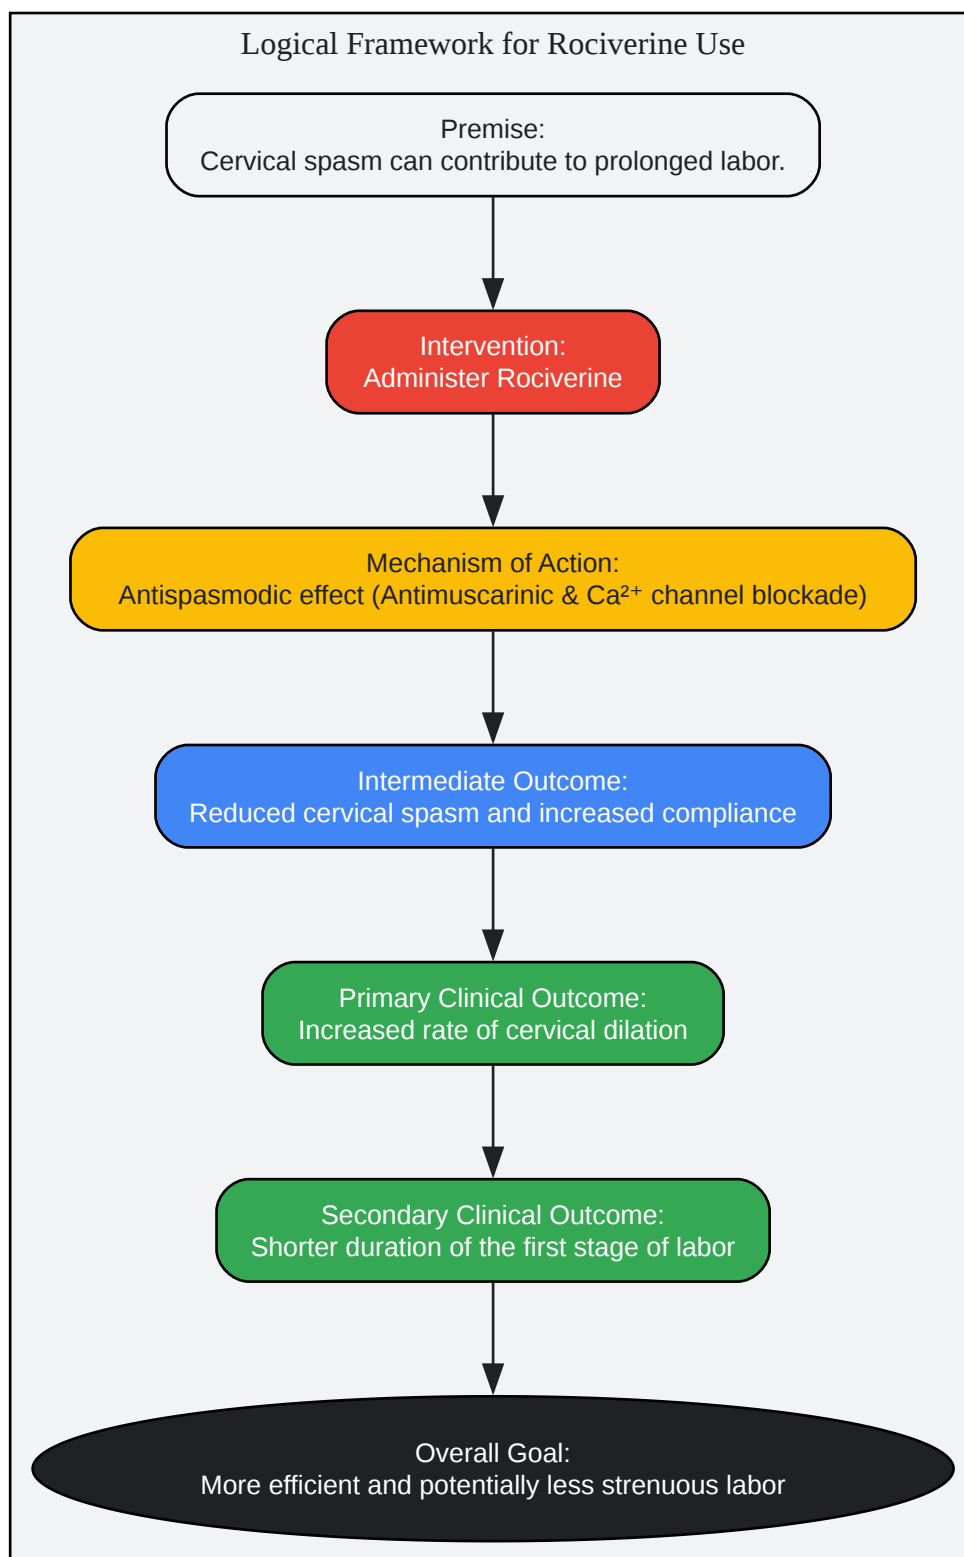 Logical Framework for Rociverine Use
Premise:
Cervical spasm can contribute to prolonged labor.
Intervention:
Administer Rociverine
Mechanism of Action:
Antispasmodic effect (Antimuscarinic & Ca²⁺ channel blockade)
Intermediate Outcome:
Reduced cervical spasm and increased compliance
Primary Clinical Outcome:
Increased rate of cervical dilation
Secondary Clinical Outcome:
Shorter duration of the first stage of labor
Overall Goal:
More efficient and potentially less strenuous labor